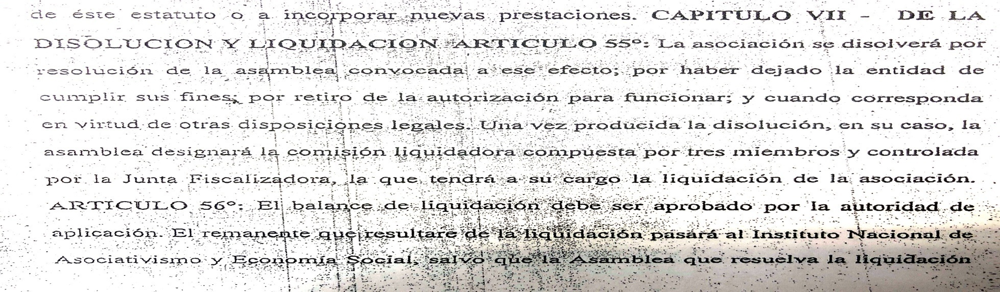 de éste estatuto o a incorporar nuevas prestaciones. CAPITULO VII - DE LA
DISOLUCION Y LIQUIDACION ARTICULO 55º: La asociación se disolverá por
resolución de la asamblea convocada a ese efecto; por haber dejado la entidad de
cumplir sus fines; por retiro de la autorización para funcionar; y cuando corresponda
en virtud de otras disposiciones legales. Una vez producida la disolución, en su caso, la
asamblea designará la comisión liquidadora compuesta por tres miembros y controlada
por la Junta Fiscalizadora, la que tendrá a su cargo la liquidación de la asociación.
ARTICULO 56º: El balance de liquidación debe ser aprobado por la autoridad de
aplicación. El remanente que resultare de la liquidación pasará al Instituto Nacional de
Asociativismo y Economía Social, salvo que la Asamblea que resuelva la liquidación